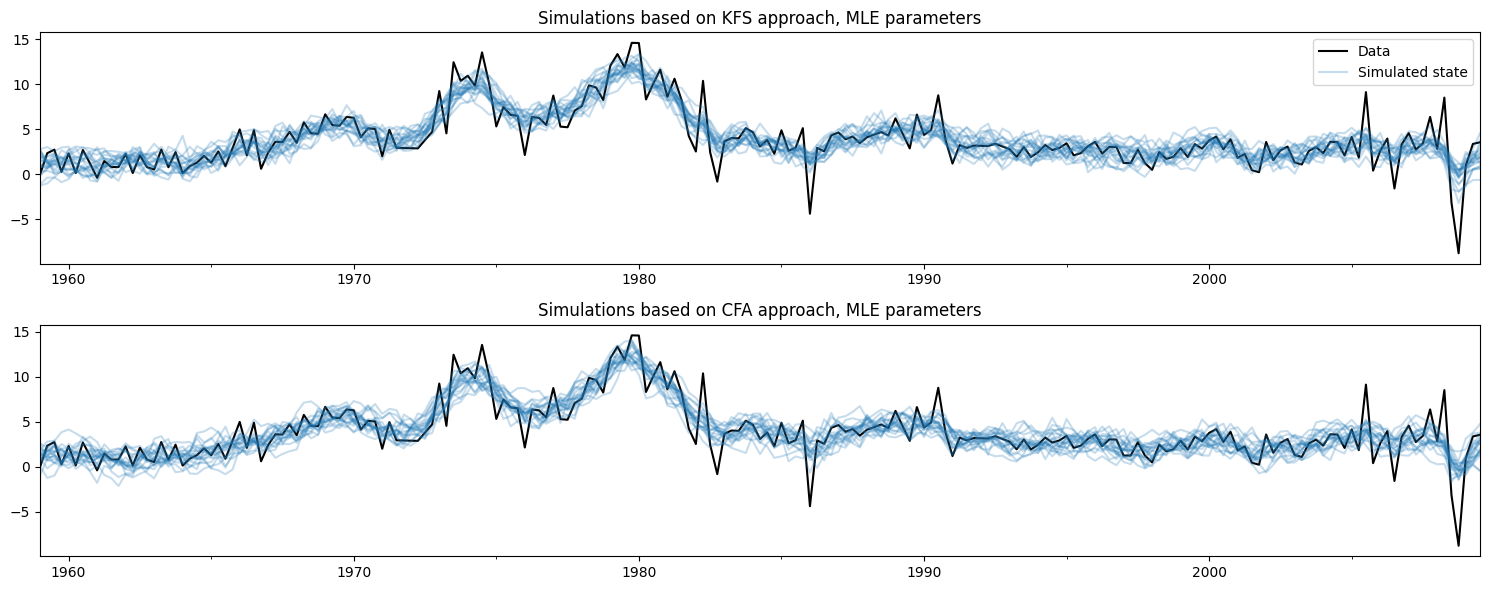 Simulations based on KFS approach, MLE parameters
15
10
5
0
−5
Data
Simulated state
1960 1970 1980 1990 2000
Simulations based on CFA approach, MLE parameters
15
10
5
0
−5
1960 1970 1980 1990 2000